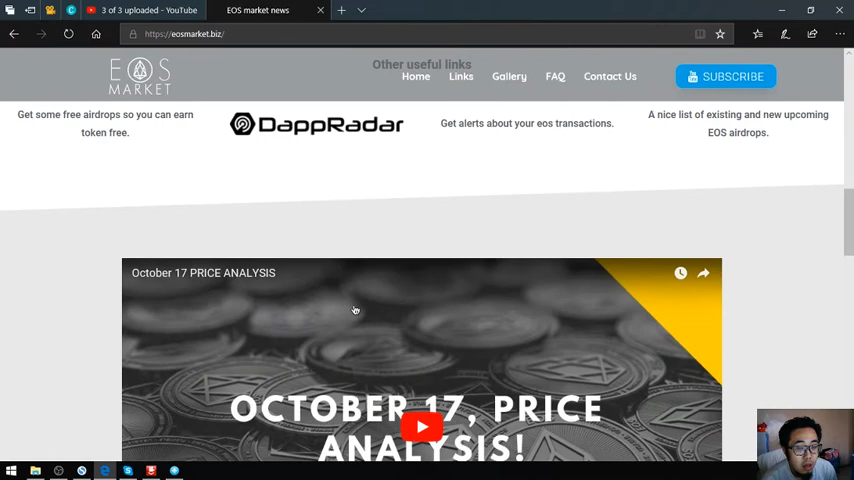 3 of 3 uploaded - YouTube
EOS market news
https://eosmarket.biz/
Other useful links
EOS
MARKET
Home
Links
Gallery
FAQ
Contact Us
SUBSCRIBE
Get some free airdrops so you can earn
token free.
DappRadar
Get alerts about your eos transactions.
A nice list of existing and new upcoming
EOS airdrops.
October 17 PRICE ANALYSIS
OCTOBER 17, PRICE
ANALYSIS!